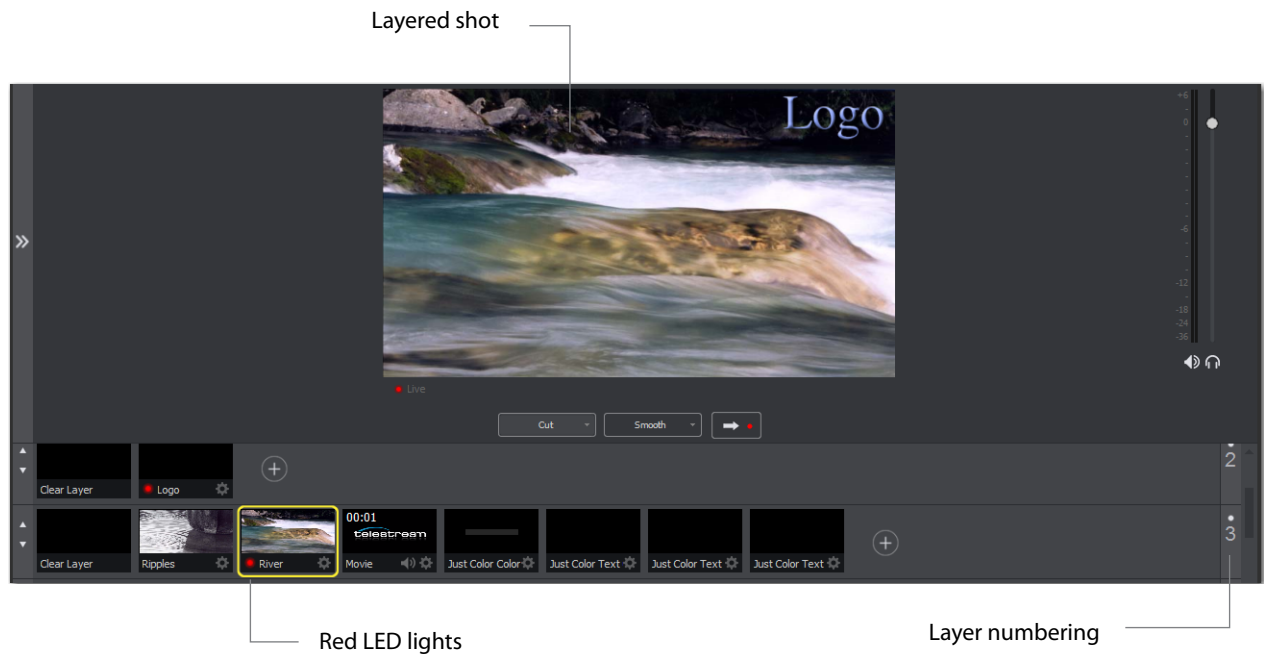 Layered shot
Logo
+6
0
-6
-12
-18
-24
-36
Live
Cut
Smooth
2
Clear Layer
Logo
00:01
telestream
3
Clear Layer
Ripples
River
Movie
Just Color Color
Just Color Text
Just Color Text
Just Color Text
Red LED lights
Layer numbering